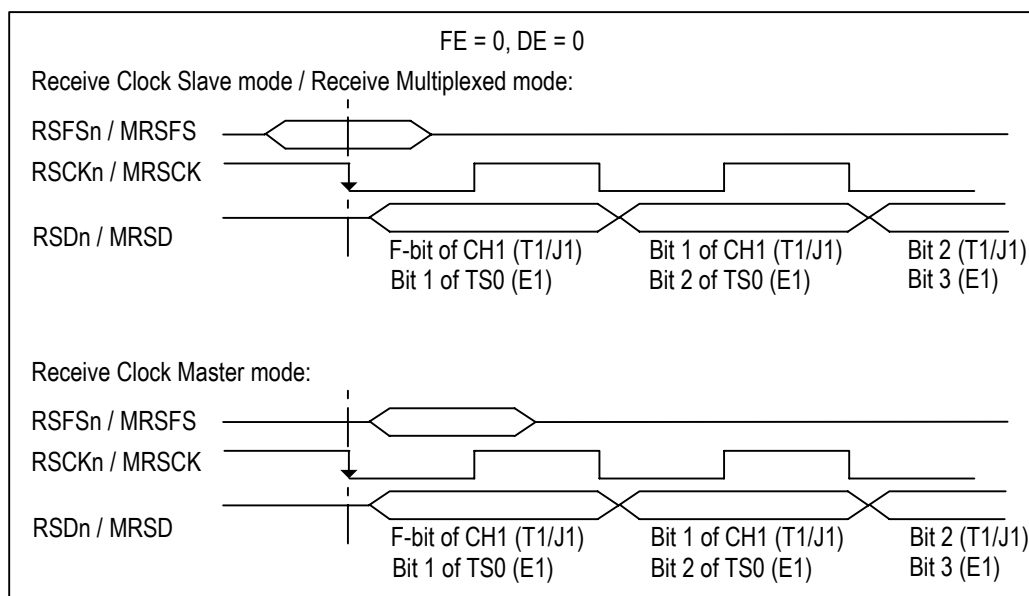 FE = 0, DE = 0
Receive Clock Slave mode / Receive Multiplexed mode:
RSFSn / MRSFS
RSCKn / MRSCK
RSDn / MRSD
F-bit of CH1 (T1/J1)
Bit 1 of TS0 (E1)
Bit 1 of CH1 (T1/J1)
Bit 2 of TS0 (E1)
Bit 2 (T1/J1)
Bit 3 (E1)
Receive Clock Master mode:
RSFSn / MRSFS
RSCKn / MRSCK
RSDn / MRSD
F-bit of CH1 (T1/J1)
Bit 1 of TS0 (E1)
Bit 1 of CH1 (T1/J1)
Bit 2 of TS0 (E1)
Bit 2 (T1/J1)
Bit 3 (E1)